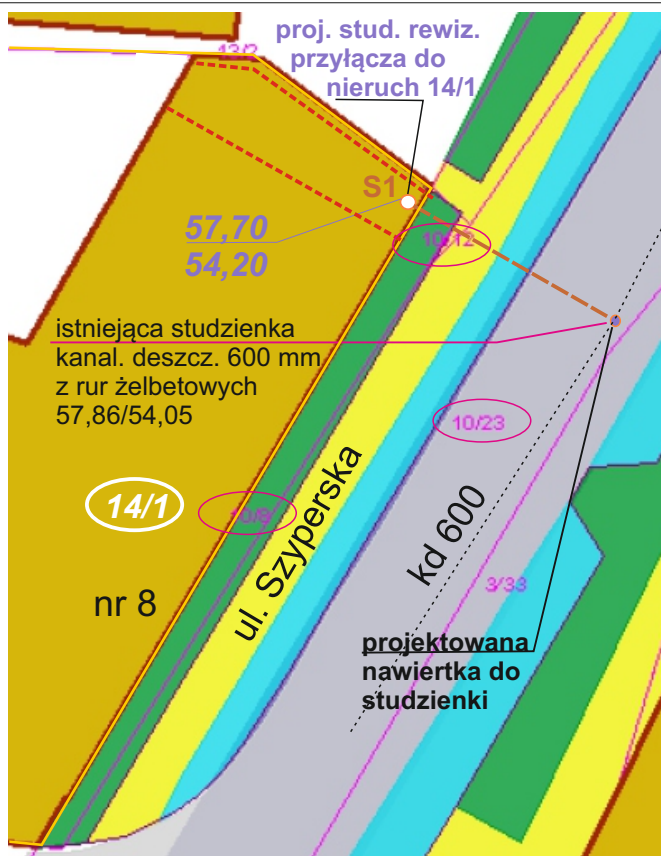 13/2
proj. stud. rewiz.
przyłącza do
nieruch 14/1
S1
57,70
54,20
10/12
istniejąca studzienka
kanal. deszcz. 600 mm
z rur żelbetowych
57,86/54,05
10/23
14/1
10/8
ul. Szyperska
kd 600
nr 8
3/33
projektowana
nawiertka do
studzienki